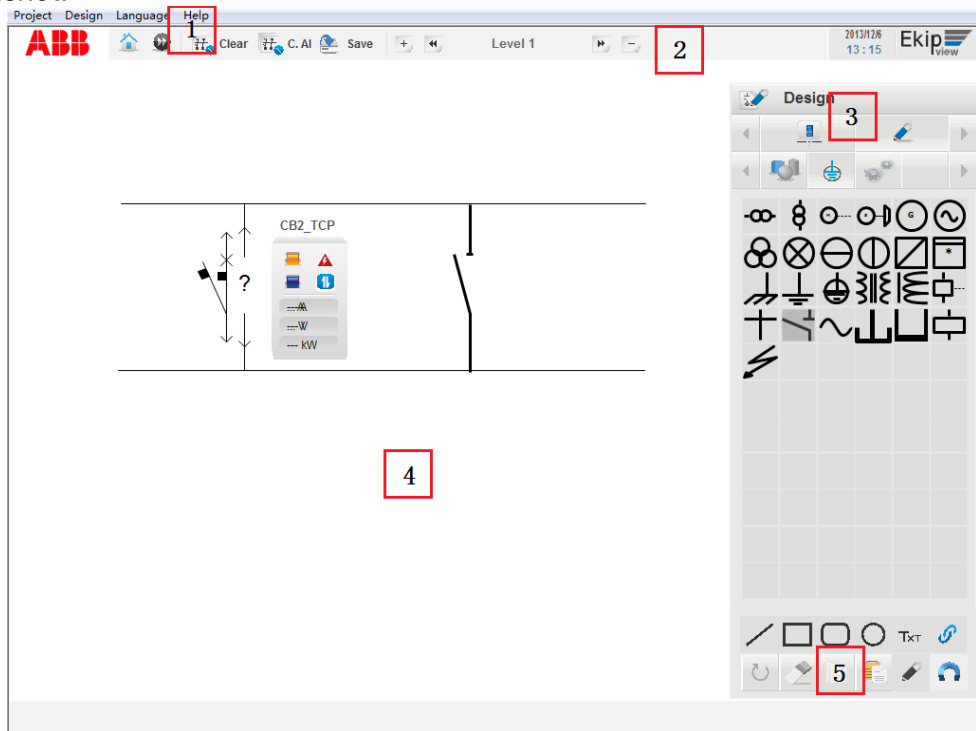 Project Design Language Help
1
ABB Clear C. Al Save + Level 1 - 2 2013/12/6 Ekip
13:15 view
Design
3
G
*
CB2_TCP
?
---W
--- kW
4
TXT
5